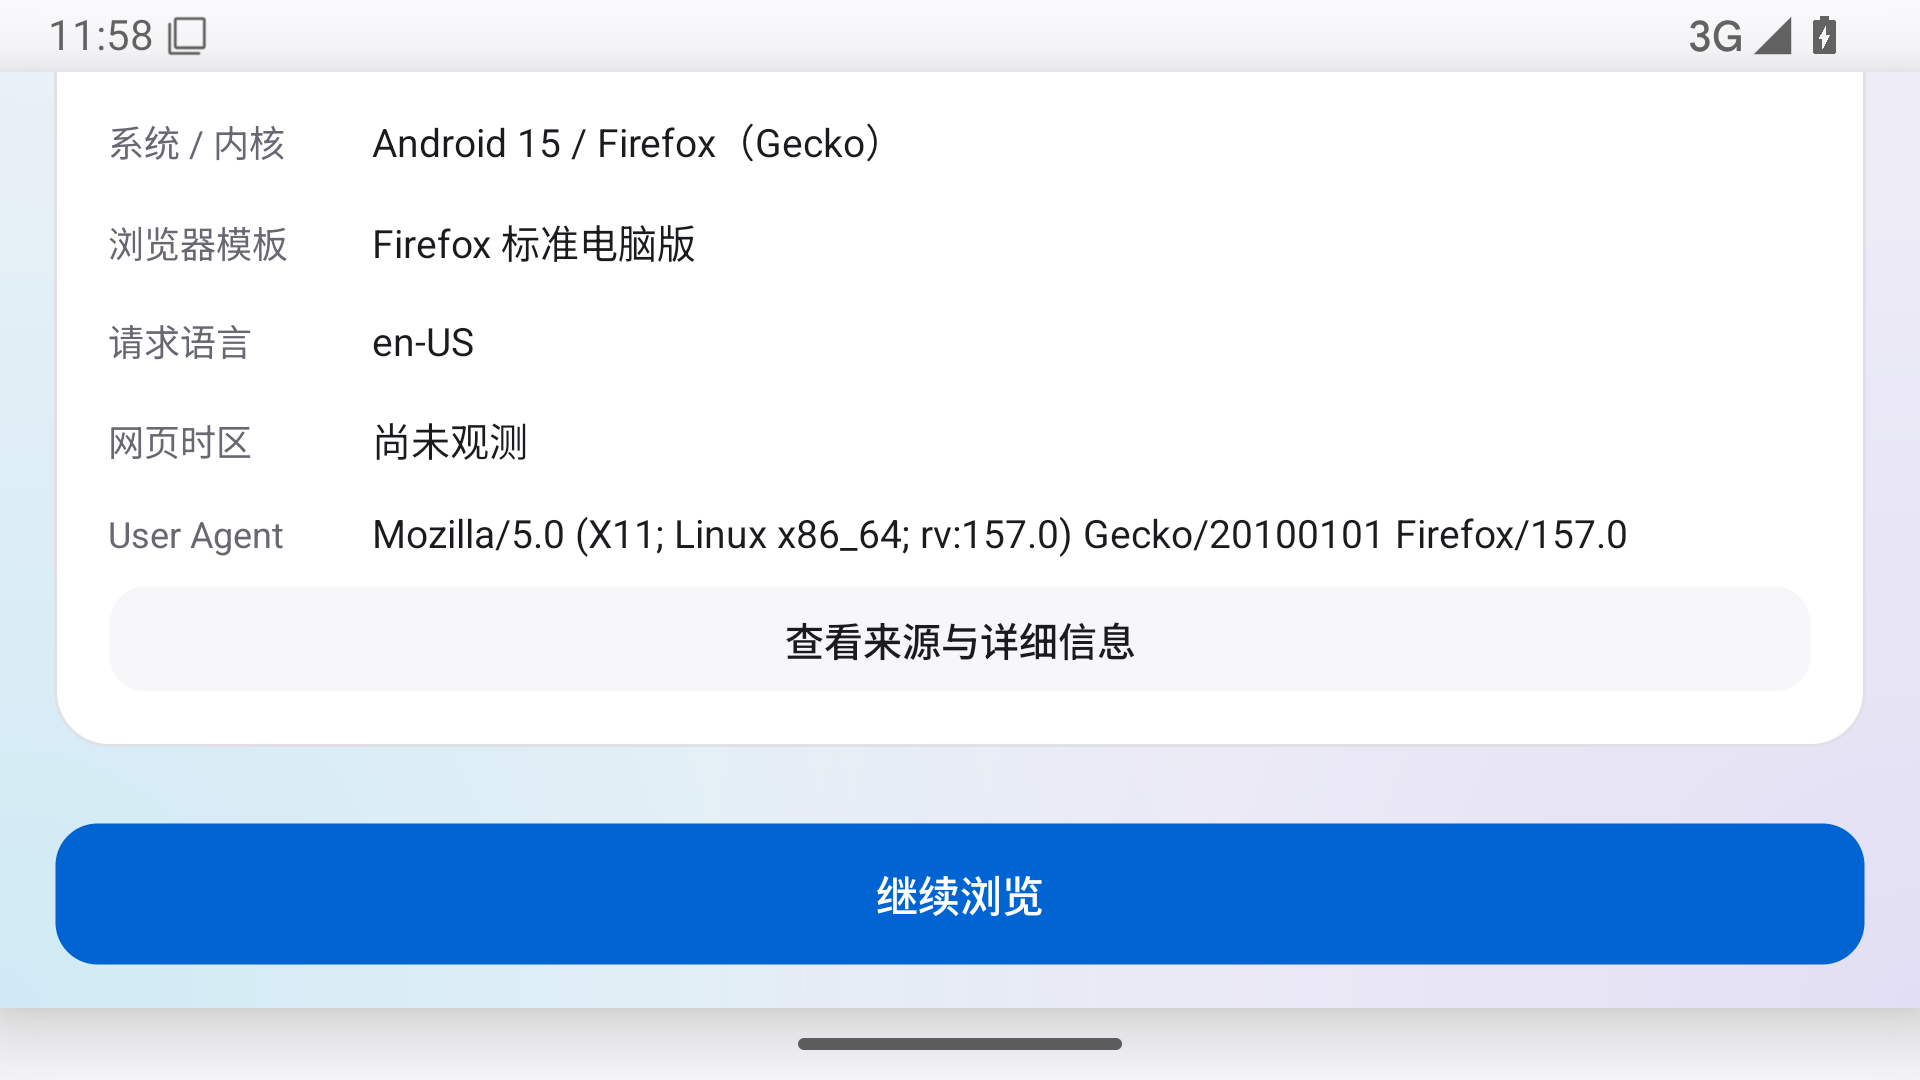 11:58
3G
系统 / 内核 Android 15 / Firefox（Gecko）
浏览器模板 Firefox 标准电脑版
请求语言 en-US
网页时区 尚未观测
User Agent Mozilla/5.0 (X11; Linux x86_64; rv:157.0) Gecko/20100101 Firefox/157.0
查看来源与详细信息
继续浏览